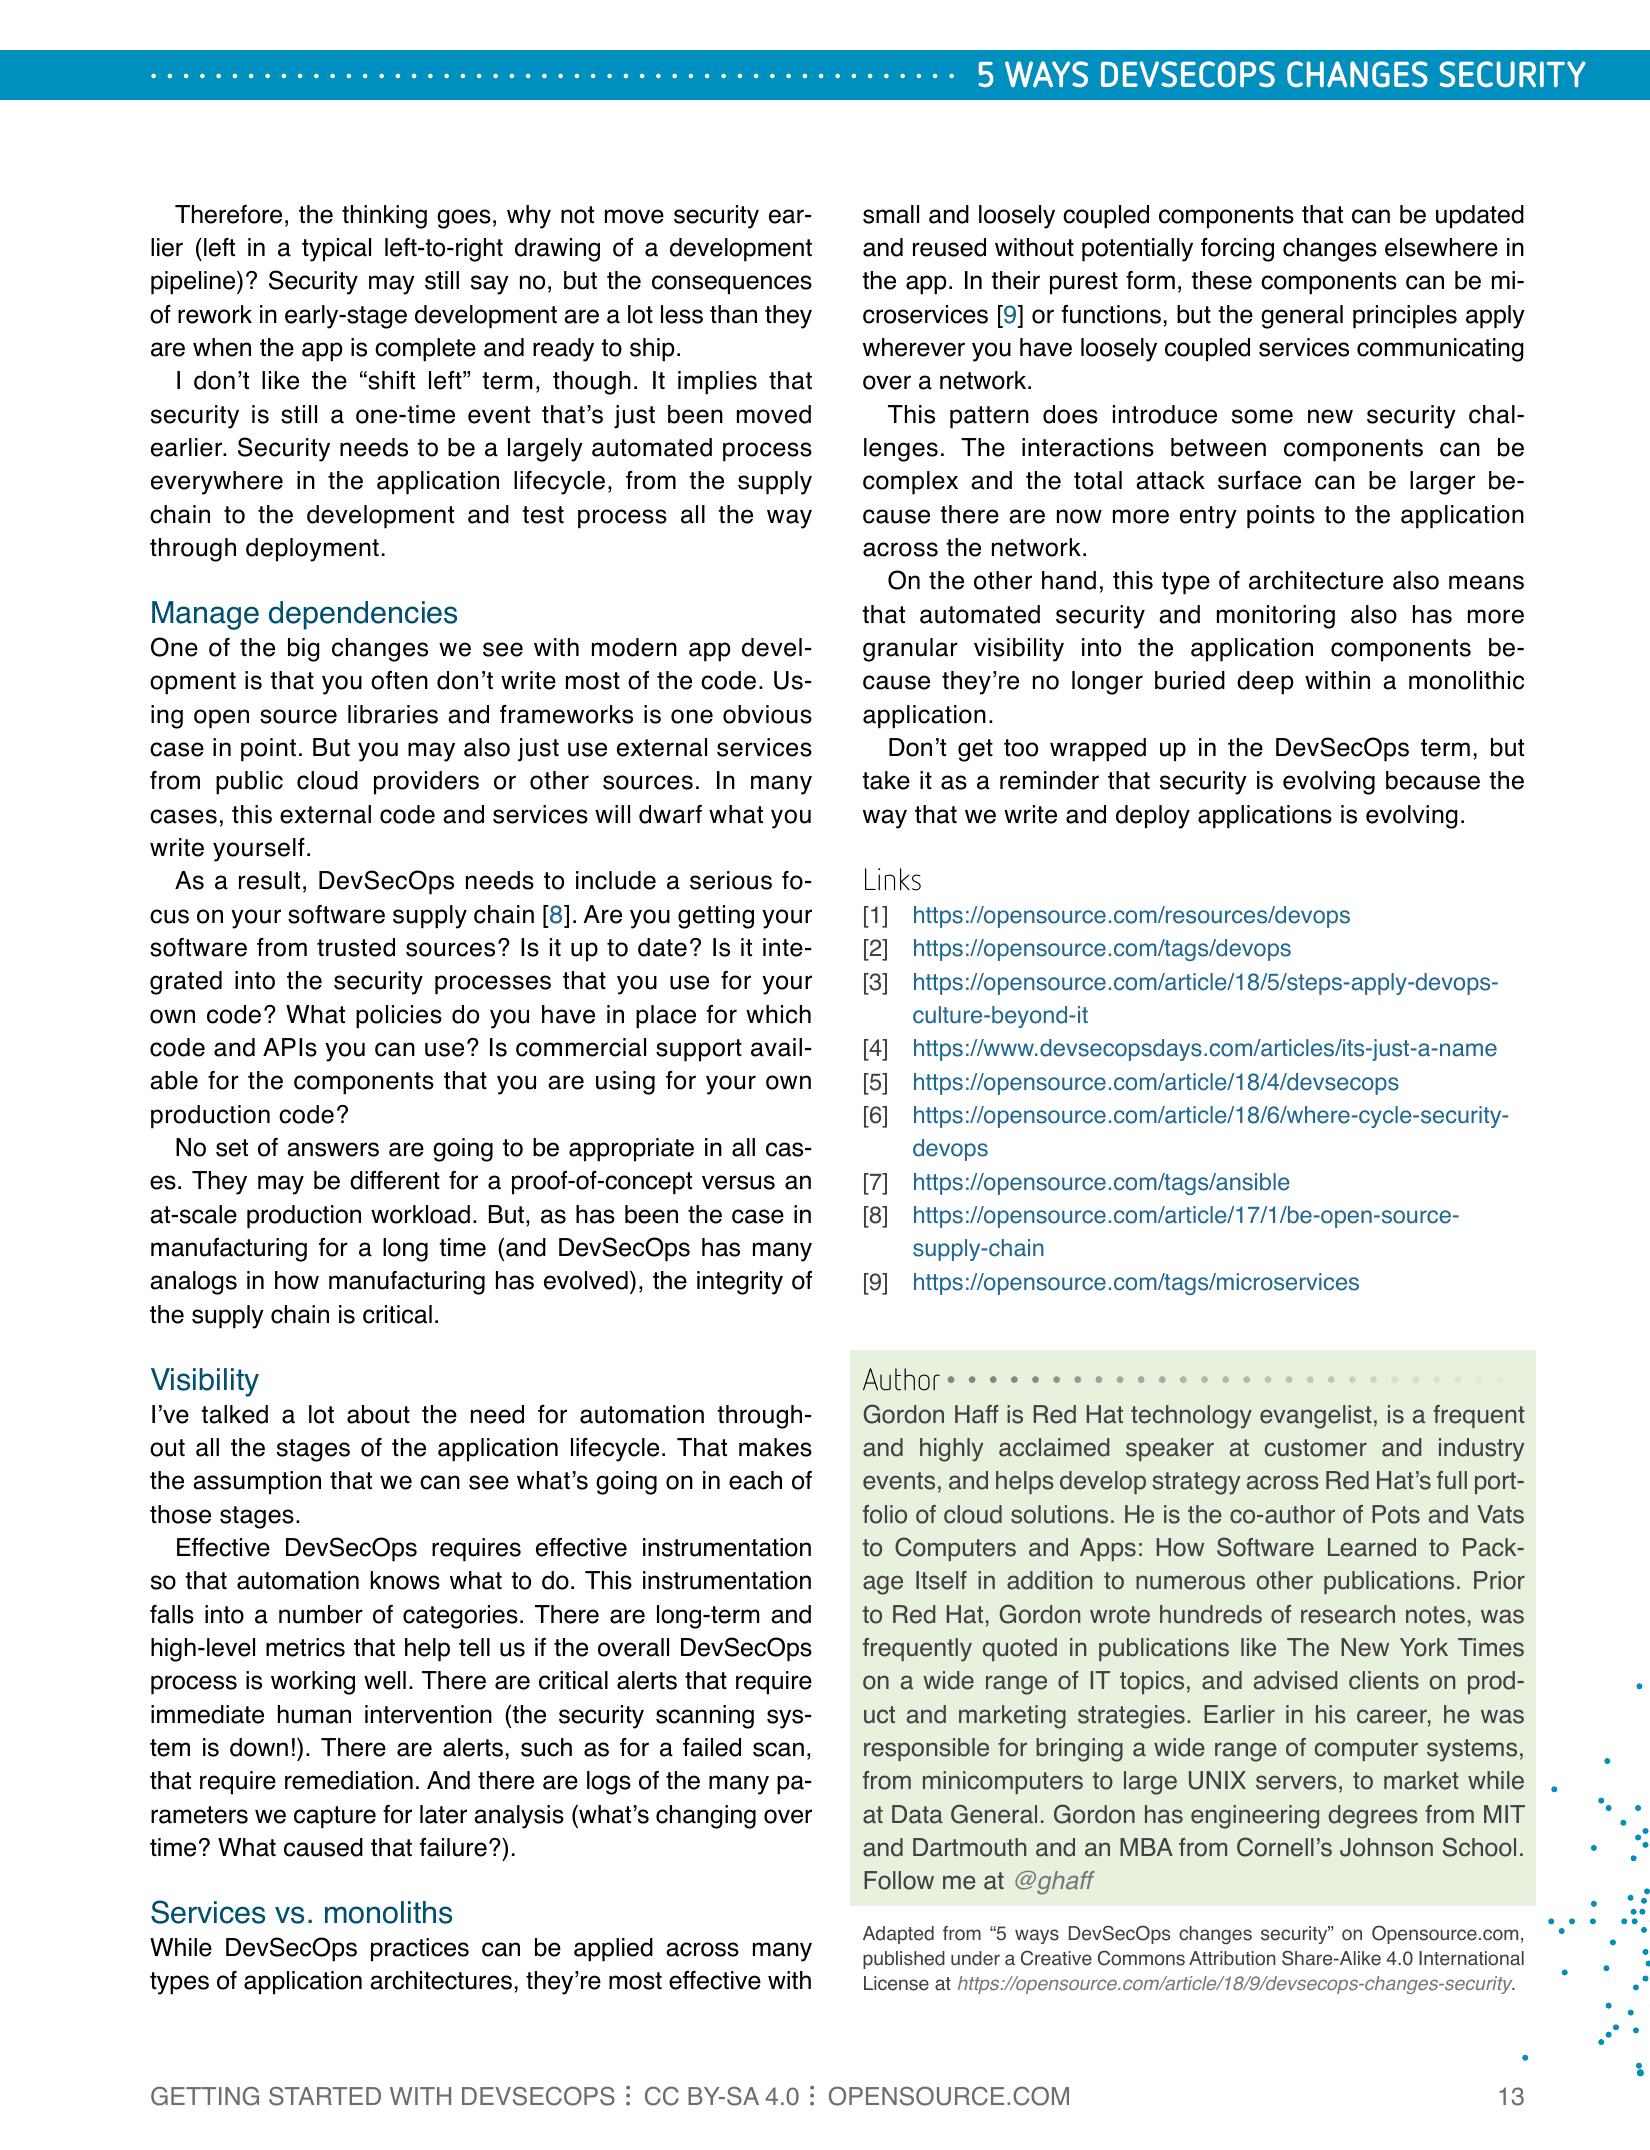 5 WAYS DEVSECOPS CHANGES SECURITY
Therefore, the thinking goes, why not move security ear-
lier (left in a typical left-to-right drawing of a development
pipeline)? Security may still say no, but the consequences
of rework in early-stage development are a lot less than they
are when the app is complete and ready to ship.
I don’t like the “shift left” term, though. It implies that
security is still a one-time event that’s just been moved
earlier. Security needs to be a largely automated process
everywhere in the application lifecycle, from the supply
chain to the development and test process all the way
through deployment.
Manage dependencies
One of the big changes we see with modern app devel-
opment is that you often don’t write most of the code. Us-
ing open source libraries and frameworks is one obvious
case in point. But you may also just use external services
from public cloud providers or other sources. In many
cases, this external code and services will dwarf what you
write yourself.
As a result, DevSecOps needs to include a serious fo-
cus on your software supply chain [8]. Are you getting your
software from trusted sources? Is it up to date? Is it inte-
grated into the security processes that you use for your
own code? What policies do you have in place for which
code and APIs you can use? Is commercial support avail-
able for the components that you are using for your own
production code?
No set of answers are going to be appropriate in all cas-
es. They may be different for a proof-of-concept versus an
at-scale production workload. But, as has been the case in
manufacturing for a long time (and DevSecOps has many
analogs in how manufacturing has evolved), the integrity of
the supply chain is critical.
Visibility
I’ve talked a lot about the need for automation through-
out all the stages of the application lifecycle. That makes
the assumption that we can see what’s going on in each of
those stages.
Effective DevSecOps requires effective instrumentation
so that automation knows what to do. This instrumentation
falls into a number of categories. There are long-term and
high-level metrics that help tell us if the overall DevSecOps
process is working well. There are critical alerts that require
immediate human intervention (the security scanning sys-
tem is down!). There are alerts, such as for a failed scan,
that require remediation. And there are logs of the many pa-
rameters we capture for later analysis (what’s changing over
time? What caused that failure?).
Services vs. monoliths
While DevSecOps practices can be applied across many
types of application architectures, they’re most effective with
small and loosely coupled components that can be updated
and reused without potentially forcing changes elsewhere in
the app. In their purest form, these components can be mi-
croservices [9] or functions, but the general principles apply
wherever you have loosely coupled services communicating
over a network.
This pattern does introduce some new security chal-
lenges. The interactions between components can be
complex and the total attack surface can be larger be-
cause there are now more entry points to the application
across the network.
On the other hand, this type of architecture also means
that automated security and monitoring also has more
granular visibility into the application components be-
cause they’re no longer buried deep within a monolithic
application.
Don’t get too wrapped up in the DevSecOps term, but
take it as a reminder that security is evolving because the
way that we write and deploy applications is evolving.
Links
[1] https://opensource.com/resources/devops
[2] https://opensource.com/tags/devops
[3] https://opensource.com/article/18/5/steps-apply-devops-
culture-beyond-it
[4] https://www.devsecopsdays.com/articles/its-just-a-name
[5] https://opensource.com/article/18/4/devsecops
[6] https://opensource.com/article/18/6/where-cycle-security-
devops
[7] https://opensource.com/tags/ansible
[8] https://opensource.com/article/17/1/be-open-source-
supply-chain
[9] https://opensource.com/tags/microservices
Author
Gordon Haff is Red Hat technology evangelist, is a frequent
and highly acclaimed speaker at customer and industry
events, and helps develop strategy across Red Hat’s full port-
folio of cloud solutions. He is the co-author of Pots and Vats
to Computers and Apps: How Software Learned to Pack-
age Itself in addition to numerous other publications. Prior
to Red Hat, Gordon wrote hundreds of research notes, was
frequently quoted in publications like The New York Times
on a wide range of IT topics, and advised clients on prod-
uct and marketing strategies. Earlier in his career, he was
responsible for bringing a wide range of computer systems,
from minicomputers to large UNIX servers, to market while
at Data General. Gordon has engineering degrees from MIT
and Dartmouth and an MBA from Cornell’s Johnson School.
Follow me at @ghaff
Adapted from “5 ways DevSecOps changes security” on Opensource.com,
published under a Creative Commons Attribution Share-Alike 4.0 International
License at https://opensource.com/article/18/9/devsecops-changes-security.
GETTING STARTED WITH DEVSECOPS ⋮ CC BY-SA 4.0 ⋮ OPENSOURCE.COM 13